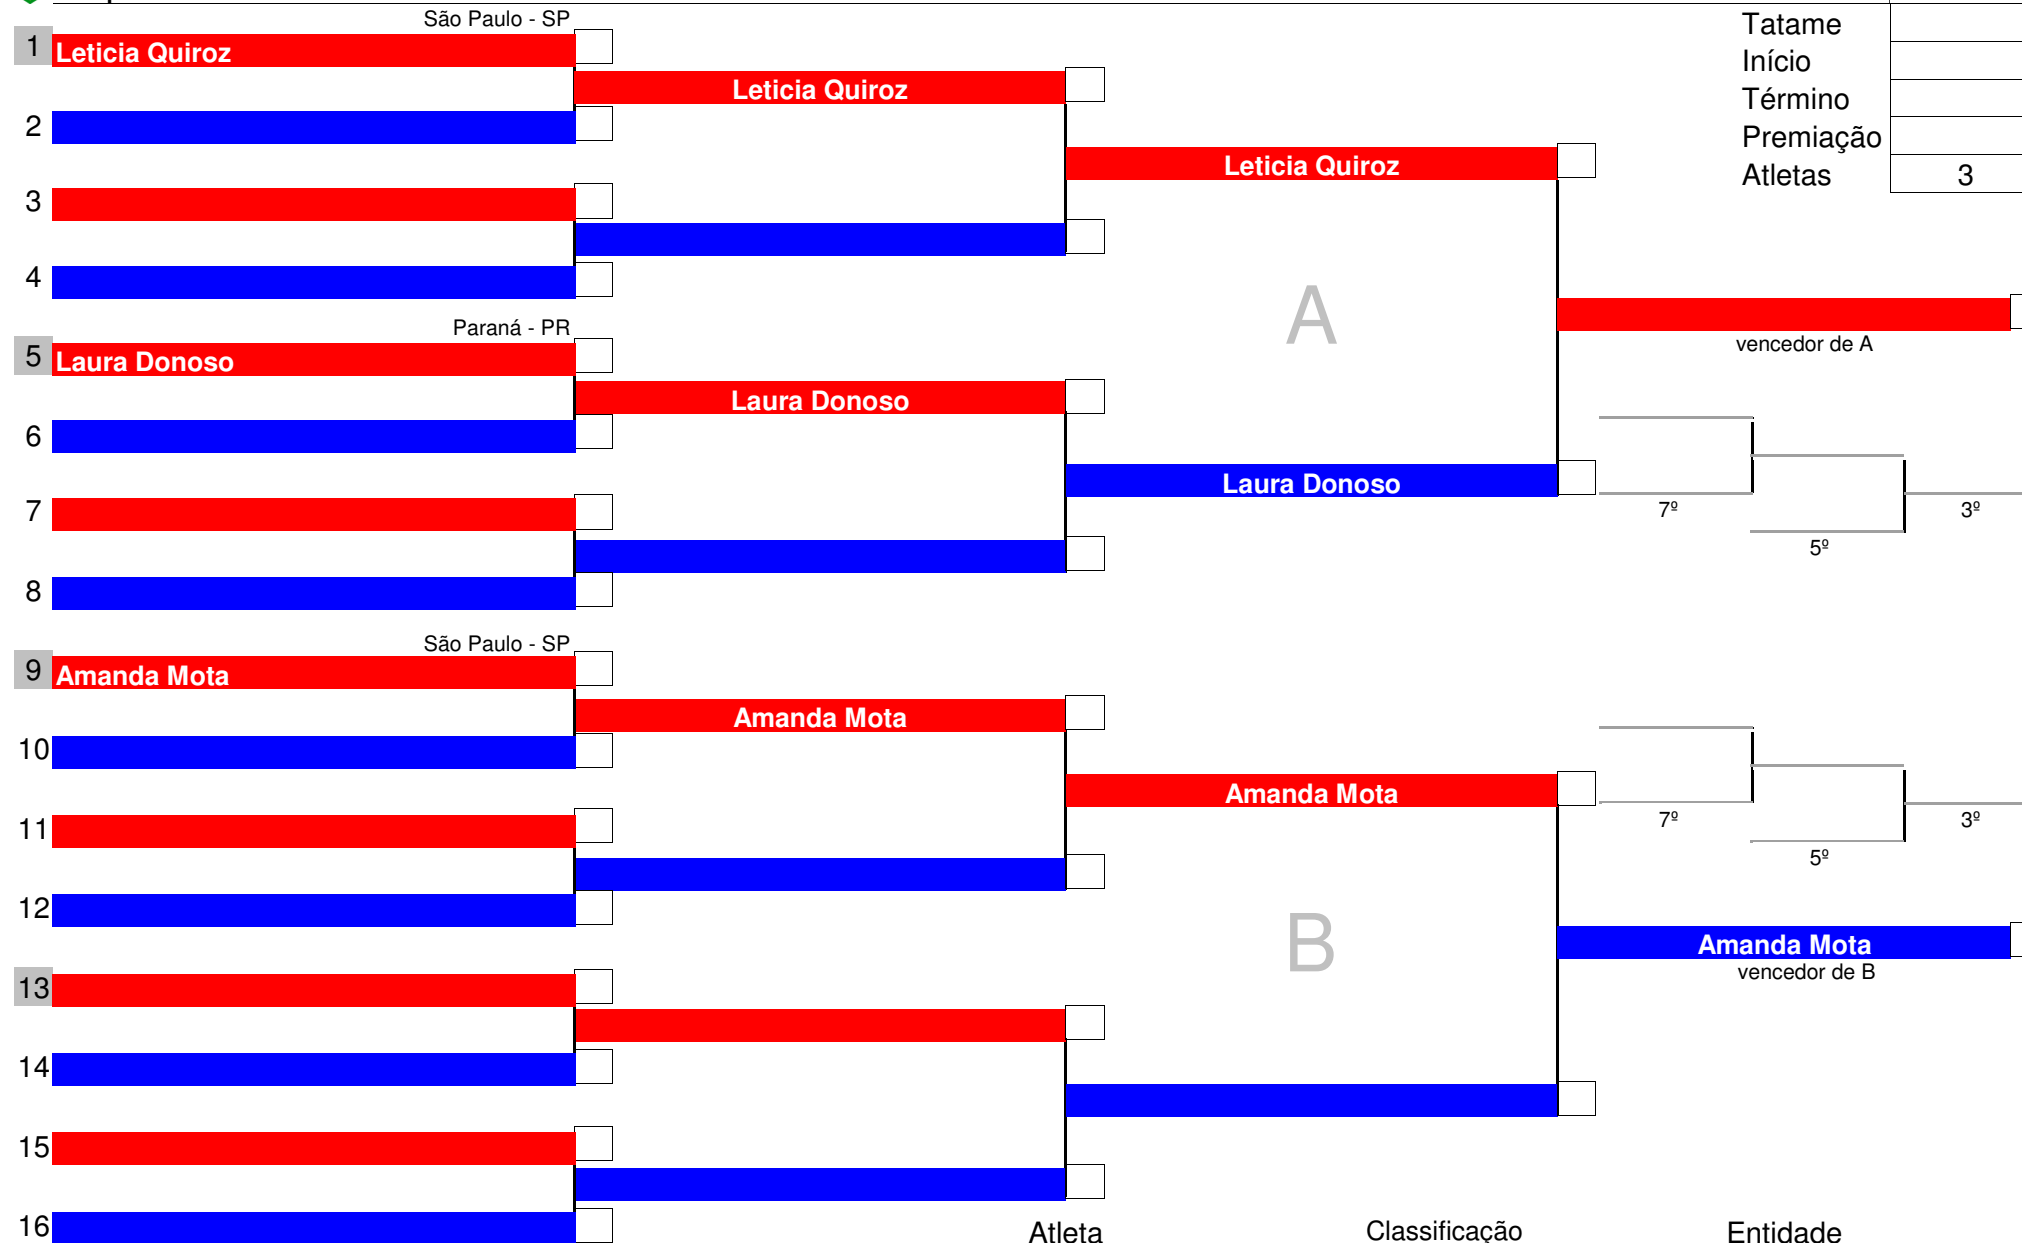 São Paulo - SP
Tatame
1 Leticia Quiroz
Início
Leticia Quiroz
Término
2
Premiação
Leticia Quiroz
Atletas 3
3
4
A
Paraná - PR
vencedor de A
5 Laura Donoso
Laura Donoso
6
Laura Donoso
7
7º 3º
5º
8
São Paulo - SP
9 Amanda Mota
Amanda Mota
10
Amanda Mota
11
7º 3º
5º
12
B
Amanda Mota
vencedor de B
13
14
15
16
Atleta Classificação Entidade